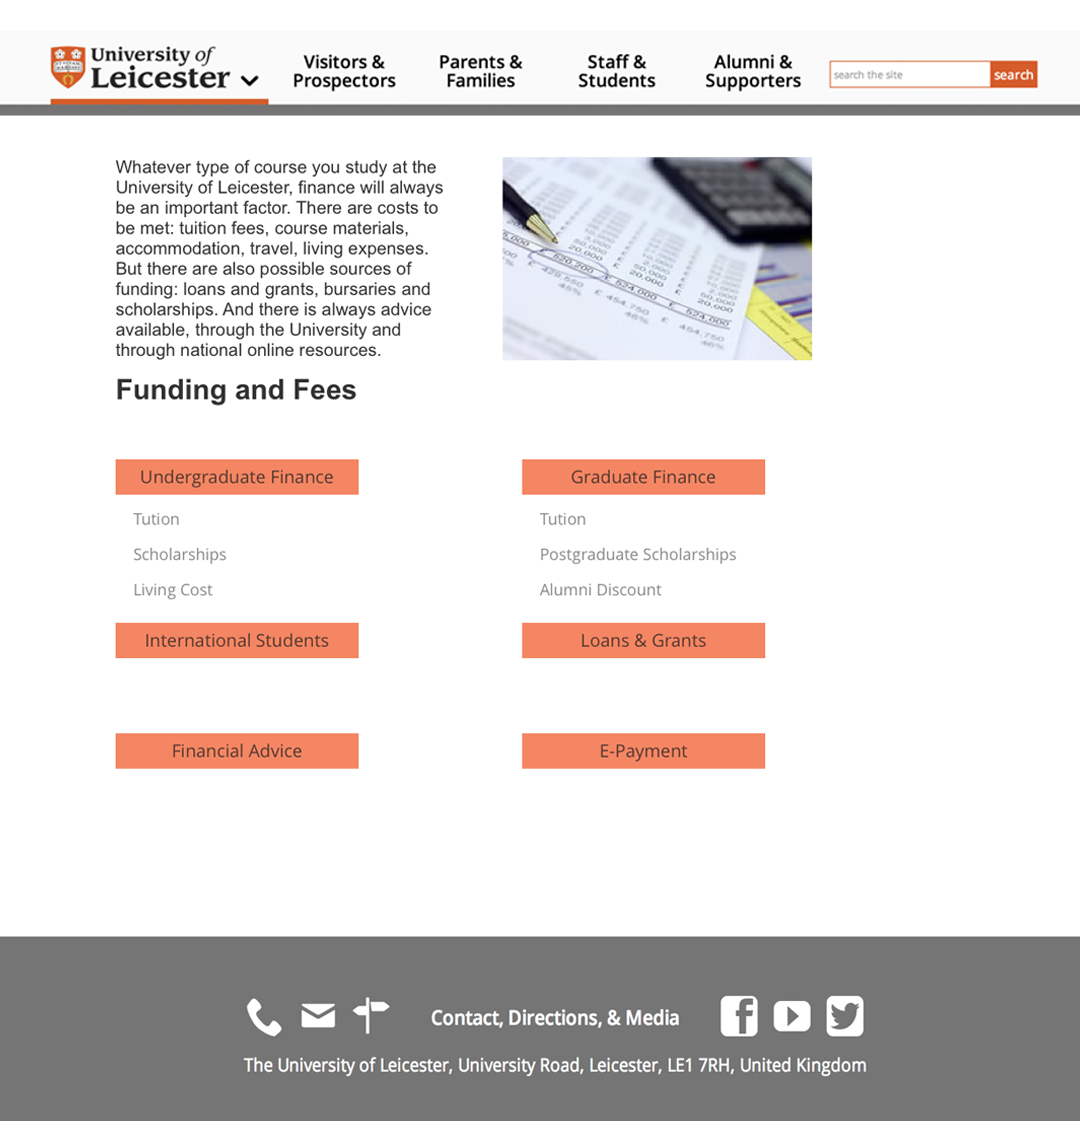 University of
Leicester
Visitors &
Prospectors
Parents &
Families
Staff &
Students
Alumni &
Supporters
search the site
search
Whatever type of course you study at the
University of Leicester, finance will always
be an important factor. There are costs to
be met: tuition fees, course materials,
accommodation, travel, living expenses.
But there are also possible sources of
funding: loans and grants, bursaries and
scholarships. And there is always advice
available, through the University and
through national online resources.
Funding and Fees
Undergraduate Finance
Tution
Scholarships
Living Cost
Graduate Finance
Tution
Postgraduate Scholarships
Alumni Discount
International Students
Loans & Grants
Financial Advice
E-Payment
Contact, Directions, & Media
The University of Leicester, University Road, Leicester, LE1 7RH, United Kingdom